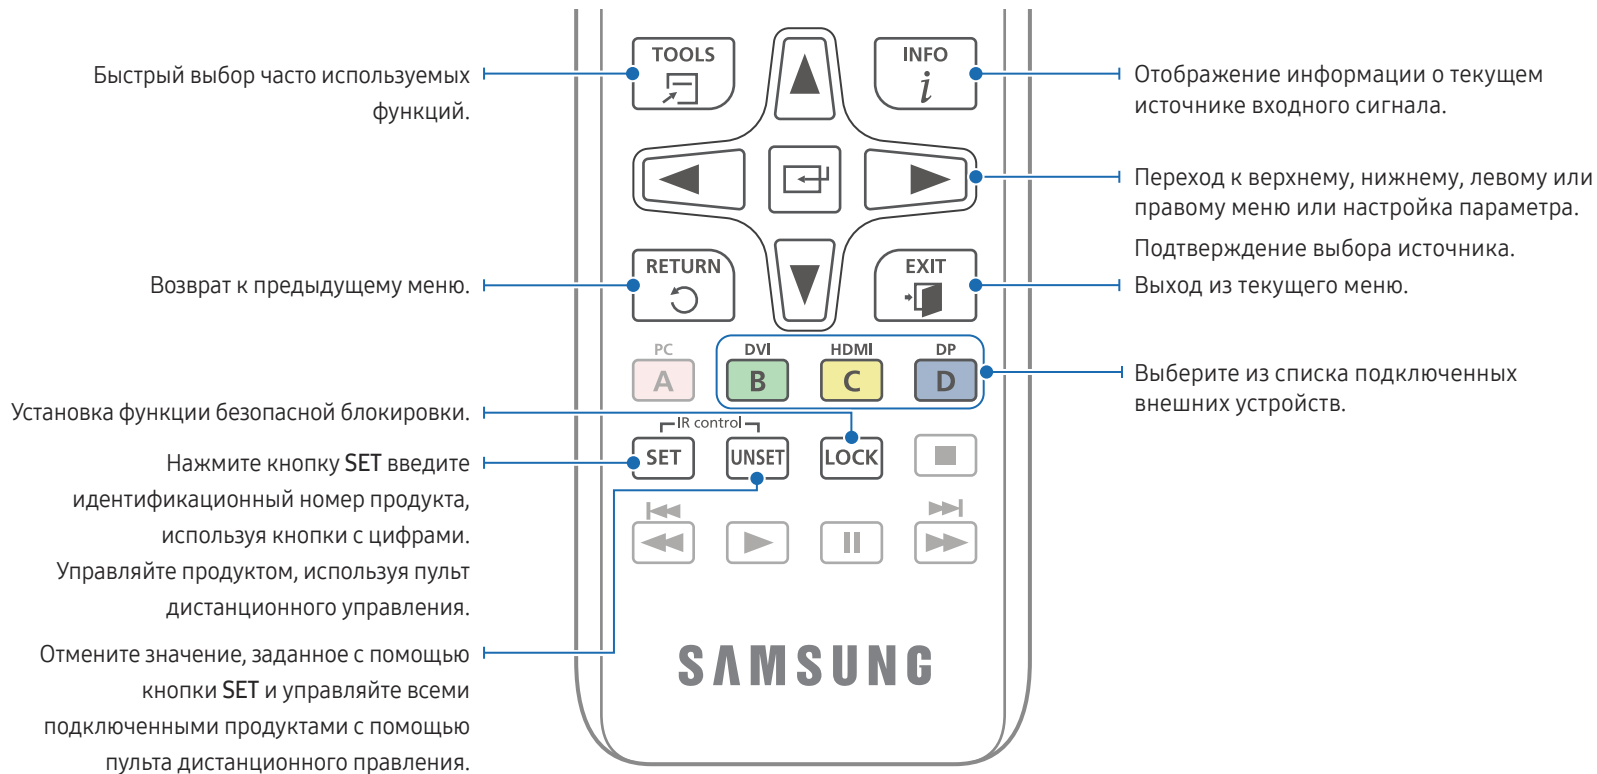 TOOLS
INFO
Быстрый выбор часто используемых
функций.
Отображение информации о текущем
источнике входного сигнала.
Переход к верхнему, нижнему, левому или
правому меню или настройка параметра.
Подтверждение выбора источника.
RETURN
EXIT
Возврат к предыдущему меню.
Выход из текущего меню.
PC
DVI
HDMI
DP
A
B
C
D
Выберите из списка подключенных
внешних устройств.
Установка функции безопасной блокировки.
IR control
SET
UNSET
LOCK
Нажмите кнопку SET введите
идентификационный номер продукта,
используя кнопки с цифрами.
Управляйте продуктом, используя пульт
дистанционного управления.
Отмените значение, заданное с помощью
кнопки SET и управляйте всеми
подключенными продуктами с помощью
пульта дистанционного правления.
SAMSUNG